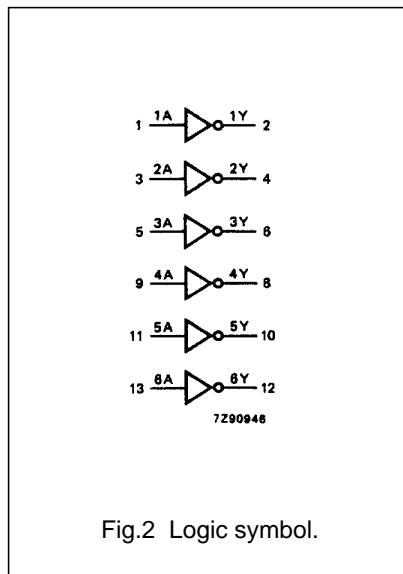 1 1A 1Y 2
3 2A 2Y 4
5 3A 3Y 6
9 4A 4Y 8
11 5A 5Y 10
13 6A 6Y 12
7Z90946
Fig.2 Logic symbol.